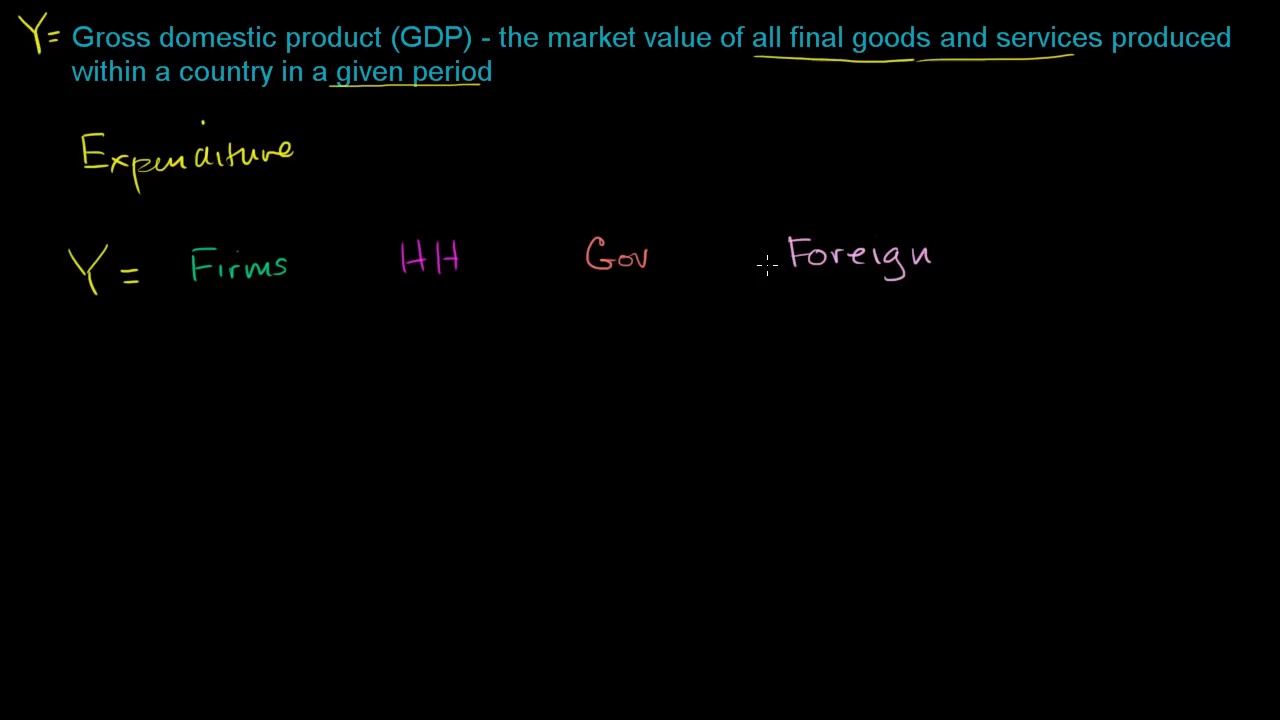 Y= Gross domestic product (GDP) - the market value of all final goods and services produced
within a country in a given period
Expenditure
Y = Firms HH Gov Foreign